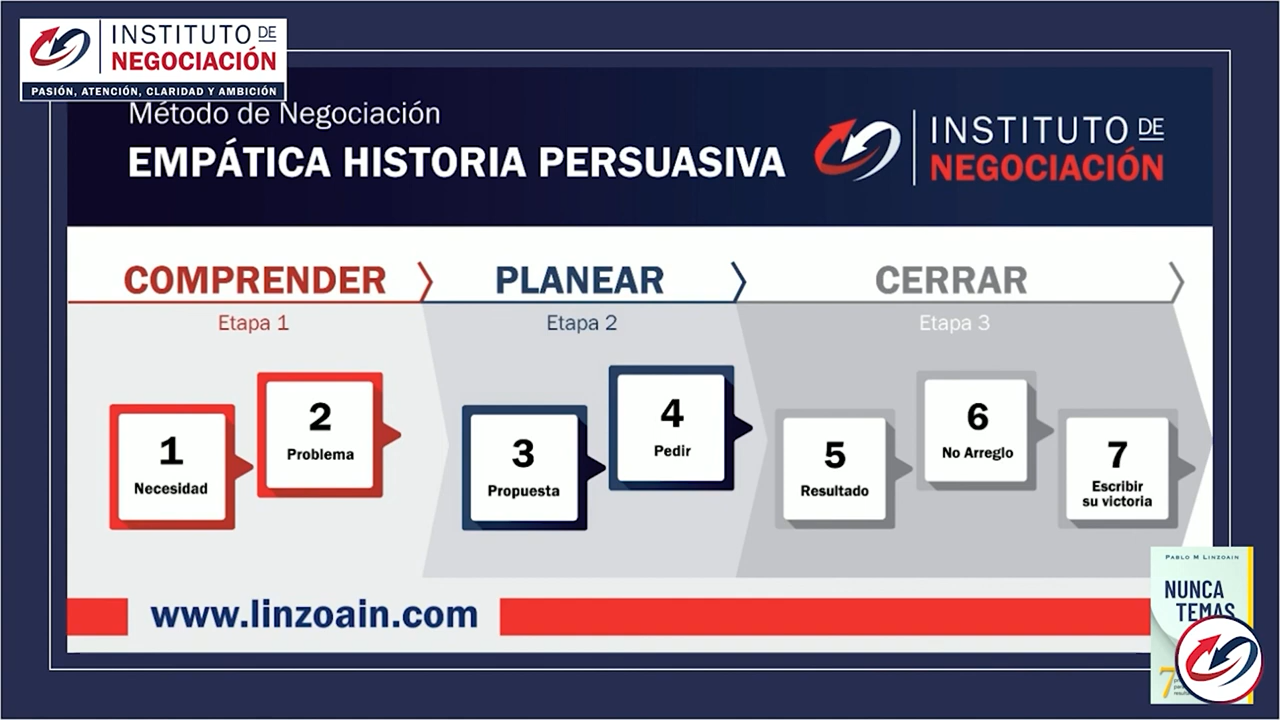 INSTITUTO DE
NEGOCIACIÓN
PASIÓN, ATENCIÓN, CLARIDAD Y AMBICIÓN
Método de Negociación
EMPÁTICA HISTORIA PERSUASIVA
INSTITUTO DE
NEGOCIACIÓN
COMPRENDER
PLANEAR
CERRAR
Etapa 1
Etapa 2
Etapa 3
1
Necesidad
2
Problema
3
Propuesta
4
Pedir
5
Resultado
6
No Arreglo
7
Escribir
su victoria
www.linzoain.com
PABLO M LINZOAIN
NUNCA
TEMAS
7